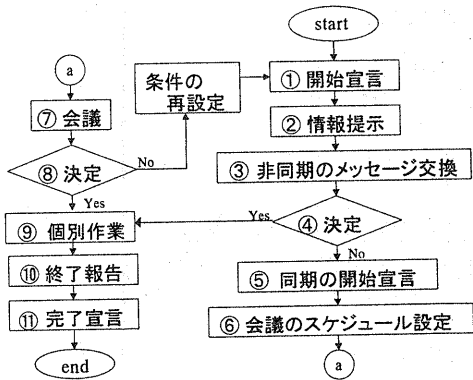 start
① 開始宣言
② 情報提示
③ 非同期のメッセージ交換
④ 決定
Yes
No
⑤ 同期の開始宣言
⑥ 会議のスケジュール設定
a
a
⑦ 会議
⑧ 決定
No
Yes
条件の
再設定
⑨ 個別作業
⑩ 終了報告
⑪ 完了宣言
end